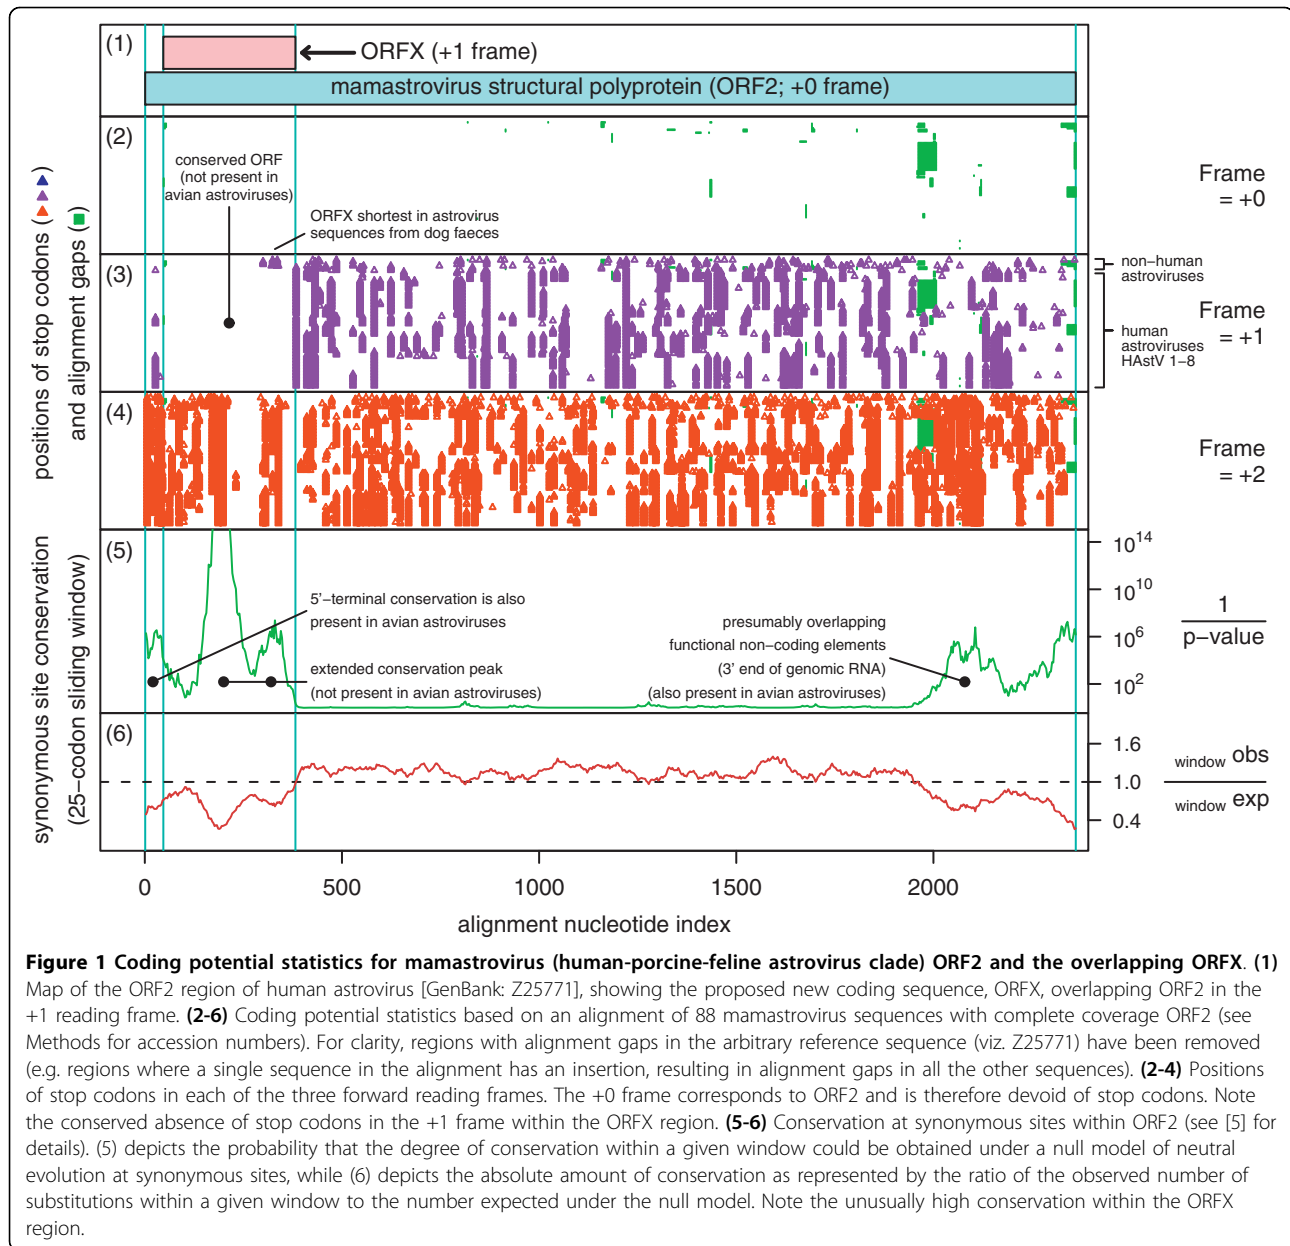 (1)
ORFX (+1 frame)
mamastrovirus structural polyprotein (ORF2; +0 frame)
(2)
conserved ORF
(not present in
avian astroviruses)
ORFX shortest in astrovirus
sequences from dog faeces
Frame
= +0
positions of stop codons (▲▲▲)
and alignment gaps (■)
(3)
non−human
astroviruses
human
astroviruses
HAstV 1−8
Frame
= +1
(4)
Frame
= +2
synonymous site conservation
(25−codon sliding window)
(5)
5'−terminal conservation is also
present in avian astroviruses
extended conservation peak
(not present in avian astroviruses)
presumably overlapping
functional non−coding elements
(3' end of genomic RNA)
(also present in avian astroviruses)
10^14
10^10
10^6
10^2
1
p−value
(6)
1.6
1.0
0.4
window obs
window exp
0 500 1000 1500 2000
alignment nucleotide index
Figure 1 Coding potential statistics for mamastrovirus (human-porcine-feline astrovirus clade) ORF2 and the overlapping ORFX. (1)
Map of the ORF2 region of human astrovirus [GenBank: Z25771], showing the proposed new coding sequence, ORFX, overlapping ORF2 in the
+1 reading frame. (2-6) Coding potential statistics based on an alignment of 88 mamastrovirus sequences with complete coverage ORF2 (see
Methods for accession numbers). For clarity, regions with alignment gaps in the arbitrary reference sequence (viz. Z25771) have been removed
(e.g. regions where a single sequence in the alignment has an insertion, resulting in alignment gaps in all the other sequences). (2-4) Positions
of stop codons in each of the three forward reading frames. The +0 frame corresponds to ORF2 and is therefore devoid of stop codons. Note
the conserved absence of stop codons in the +1 frame within the ORFX region. (5-6) Conservation at synonymous sites within ORF2 (see [5] for
details). (5) depicts the probability that the degree of conservation within a given window could be obtained under a null model of neutral
evolution at synonymous sites, while (6) depicts the absolute amount of conservation as represented by the ratio of the observed number of
substitutions within a given window to the number expected under the null model. Note the unusually high conservation within the ORFX
region.